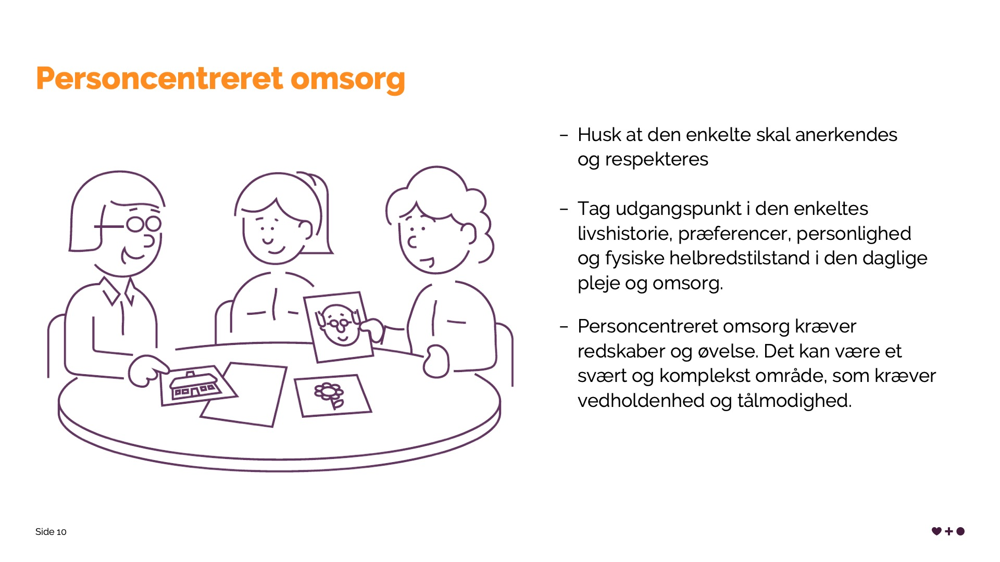 Personcentreret omsorg
– Husk at den enkelte skal anerkendes
og respekteres
– Tag udgangspunkt i den enkeltes
livshistorie, præferencer, personlighed
og fysiske helbredstilstand i den daglige
pleje og omsorg.
– Personcentreret omsorg kræver
redskaber og øvelse. Det kan være et
svært og komplekst område, som kræver
vedholdenhed og tålmodighed.
Side 10